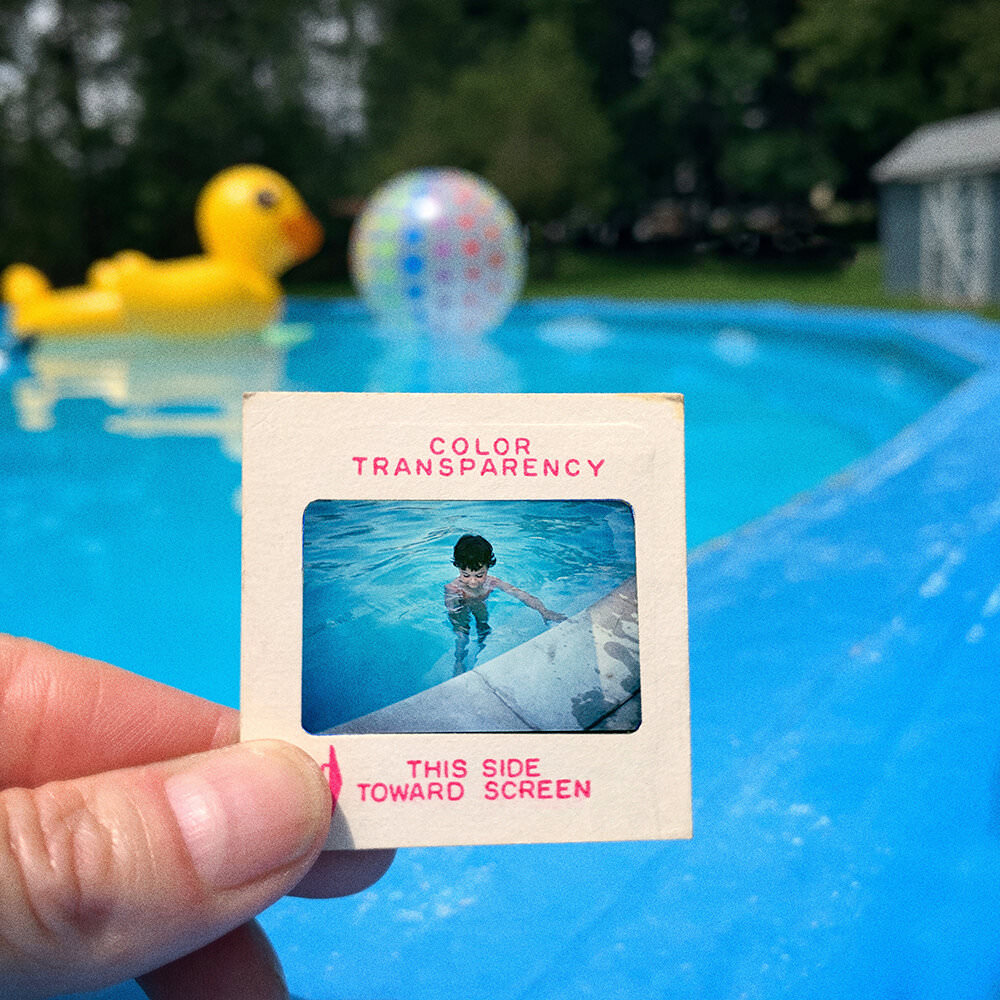 COLOR
TRANSPARENCY
THIS SIDE
TOWARD SCREEN